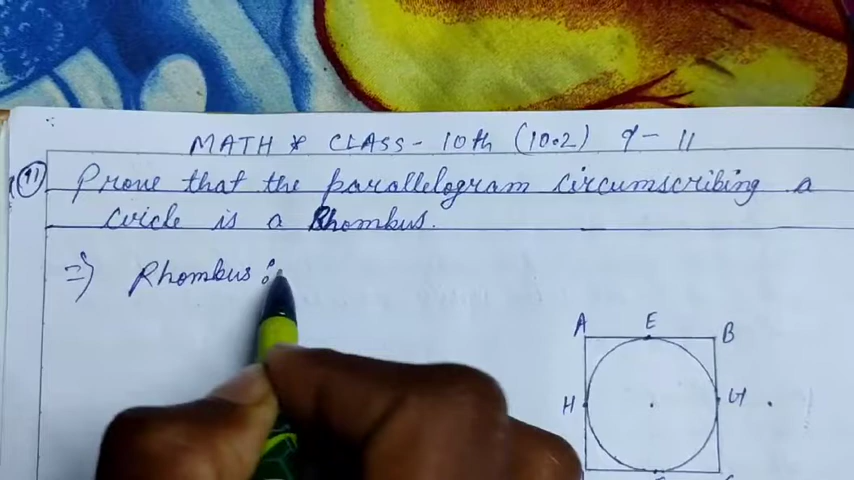 MATH * CLASS - 10th (10.2) q- 11
(11) Prove that the parallelogram circumscribing a
circle is a Rhombus.
=> Rhombus :
A E B
H G